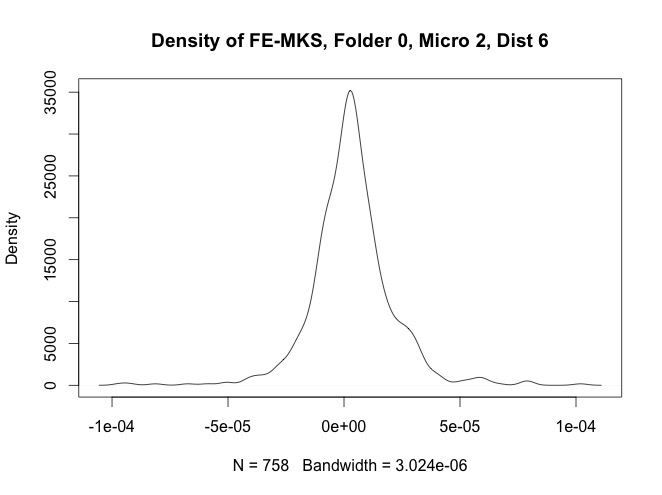 Density of FE-MKS, Folder 0, Micro 2, Dist 6
Density
35000
25000
15000
5000
0
-1e-04 -5e-05 0e+00 5e-05 1e-04
N = 758 Bandwidth = 3.024e-06